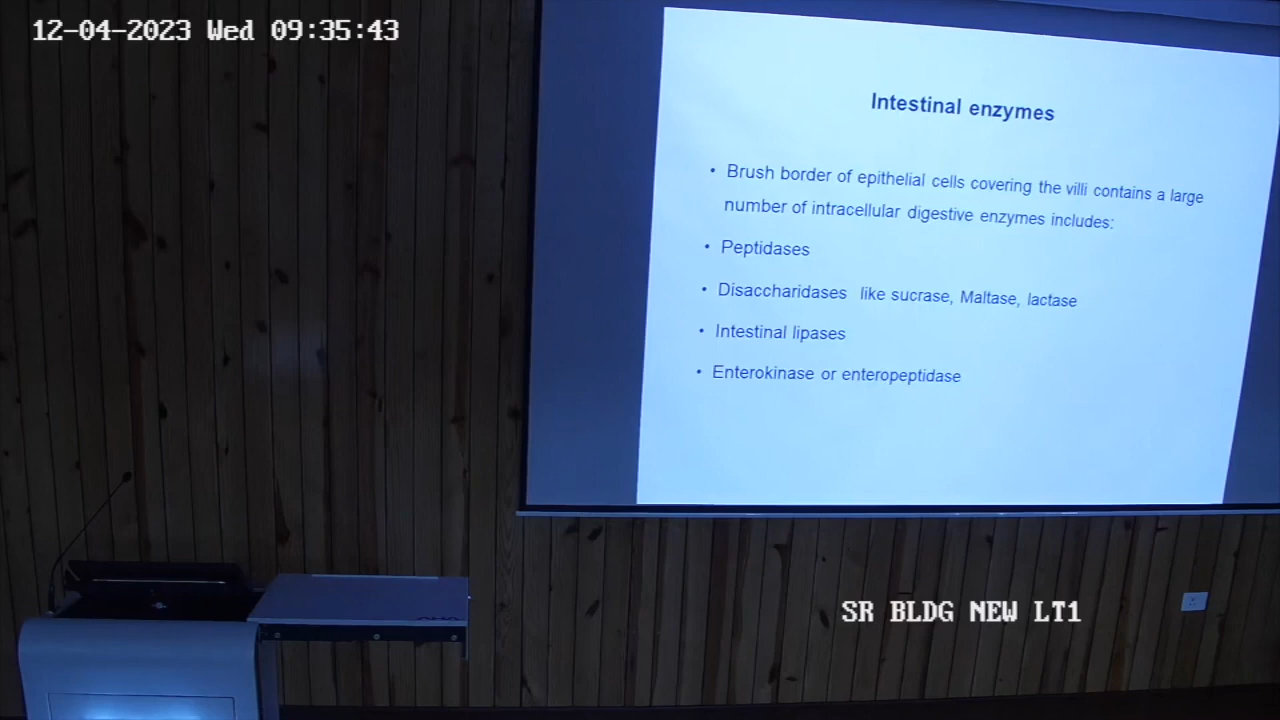 12-04-2023 Wed 09:35:43
Intestinal enzymes
• Brush border of epithelial cells covering the villi contains a large
number of intracellular digestive enzymes includes:
• Peptidases
• Disaccharidases like sucrase, Maltase, lactase
• Intestinal lipases
• Enterokinase or enteropeptidase
SR BLDG NEW LT1